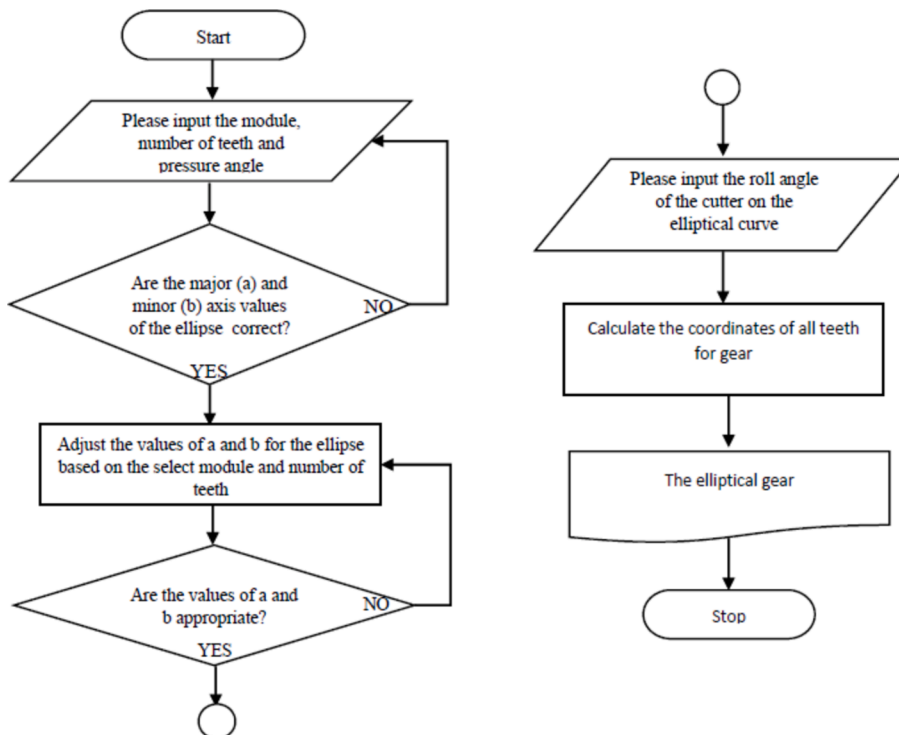 Start
Please input the module,
number of teeth and
pressure angle
Are the major (a) and
minor (b) axis values
of the ellipse correct?
NO
YES
Adjust the values of a and b for the ellipse
based on the select module and number of
teeth
Are the values of a and
b appropriate?
NO
YES
Please input the roll angle
of the cutter on the
elliptical curve
Calculate the coordinates of all teeth
for gear
The elliptical gear
Stop